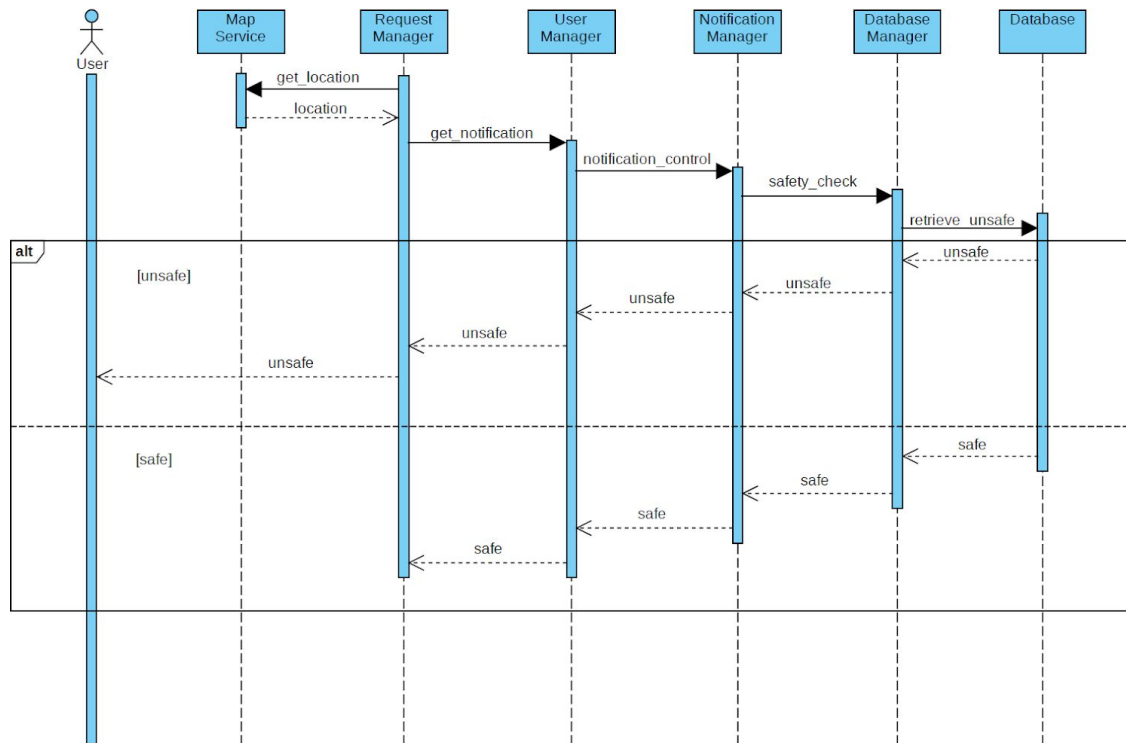 Map
Service
Request
Manager
User
Manager
Notification
Manager
Database
Manager
Database
User
get_location
location
get_notification
notification_control
safety_check
retrieve_unsafe
alt
[unsafe]
unsafe
unsafe
unsafe
unsafe
unsafe
[safe]
safe
safe
safe
safe